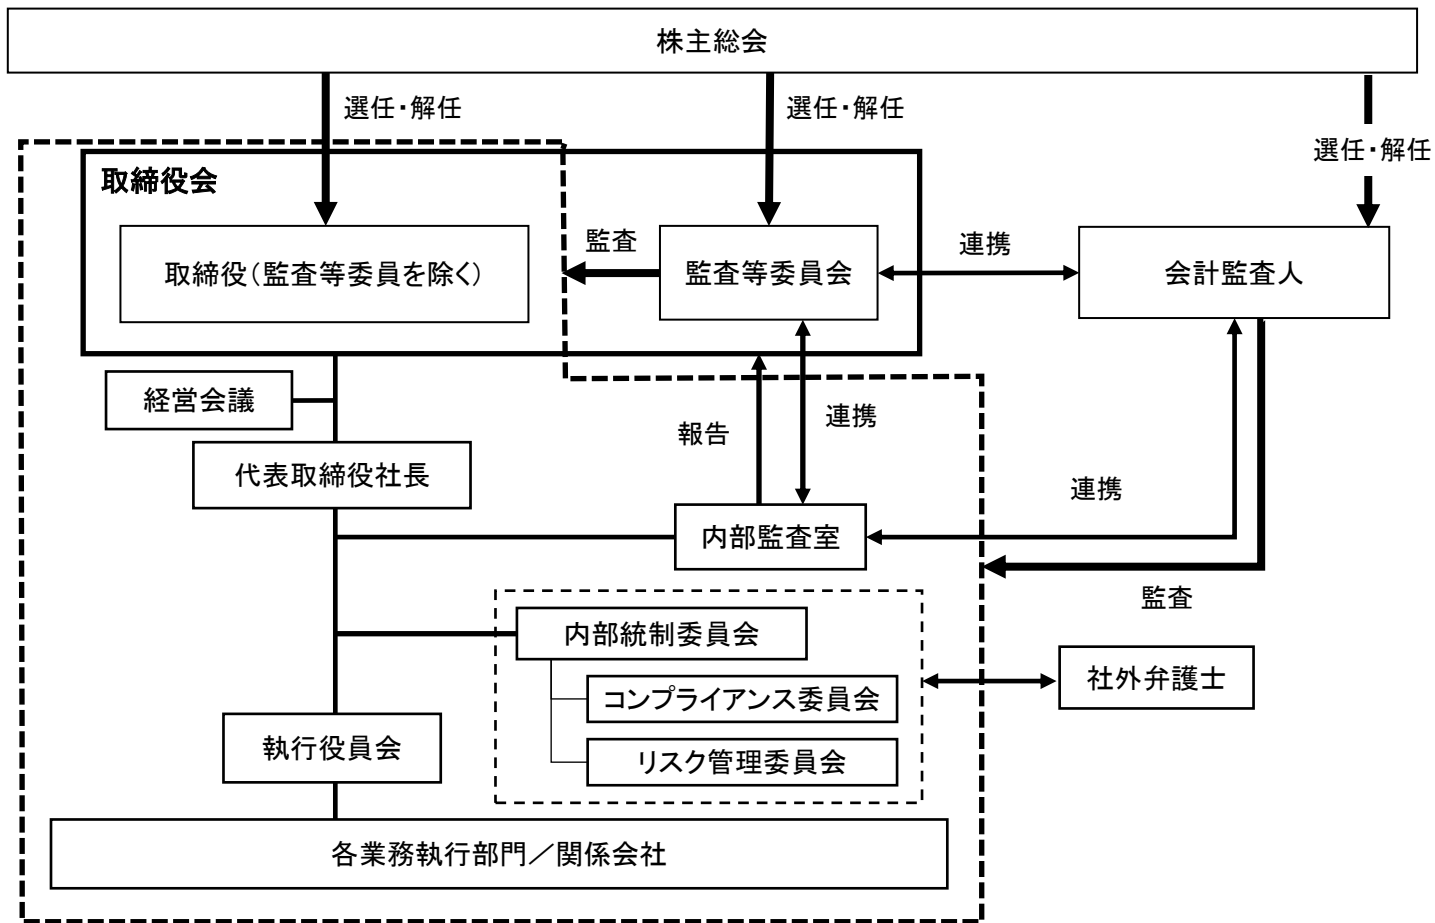 株主総会
選任・解任
選任・解任
選任・解任
取締役会
取締役(監査等委員を除く)
監査
監査等委員会
連携
会計監査人
経営会議
代表取締役社長
報告
連携
連携
内部監査室
監査
内部統制委員会
コンプライアンス委員会
リスク管理委員会
社外弁護士
執行役員会
各業務執行部門/関係会社